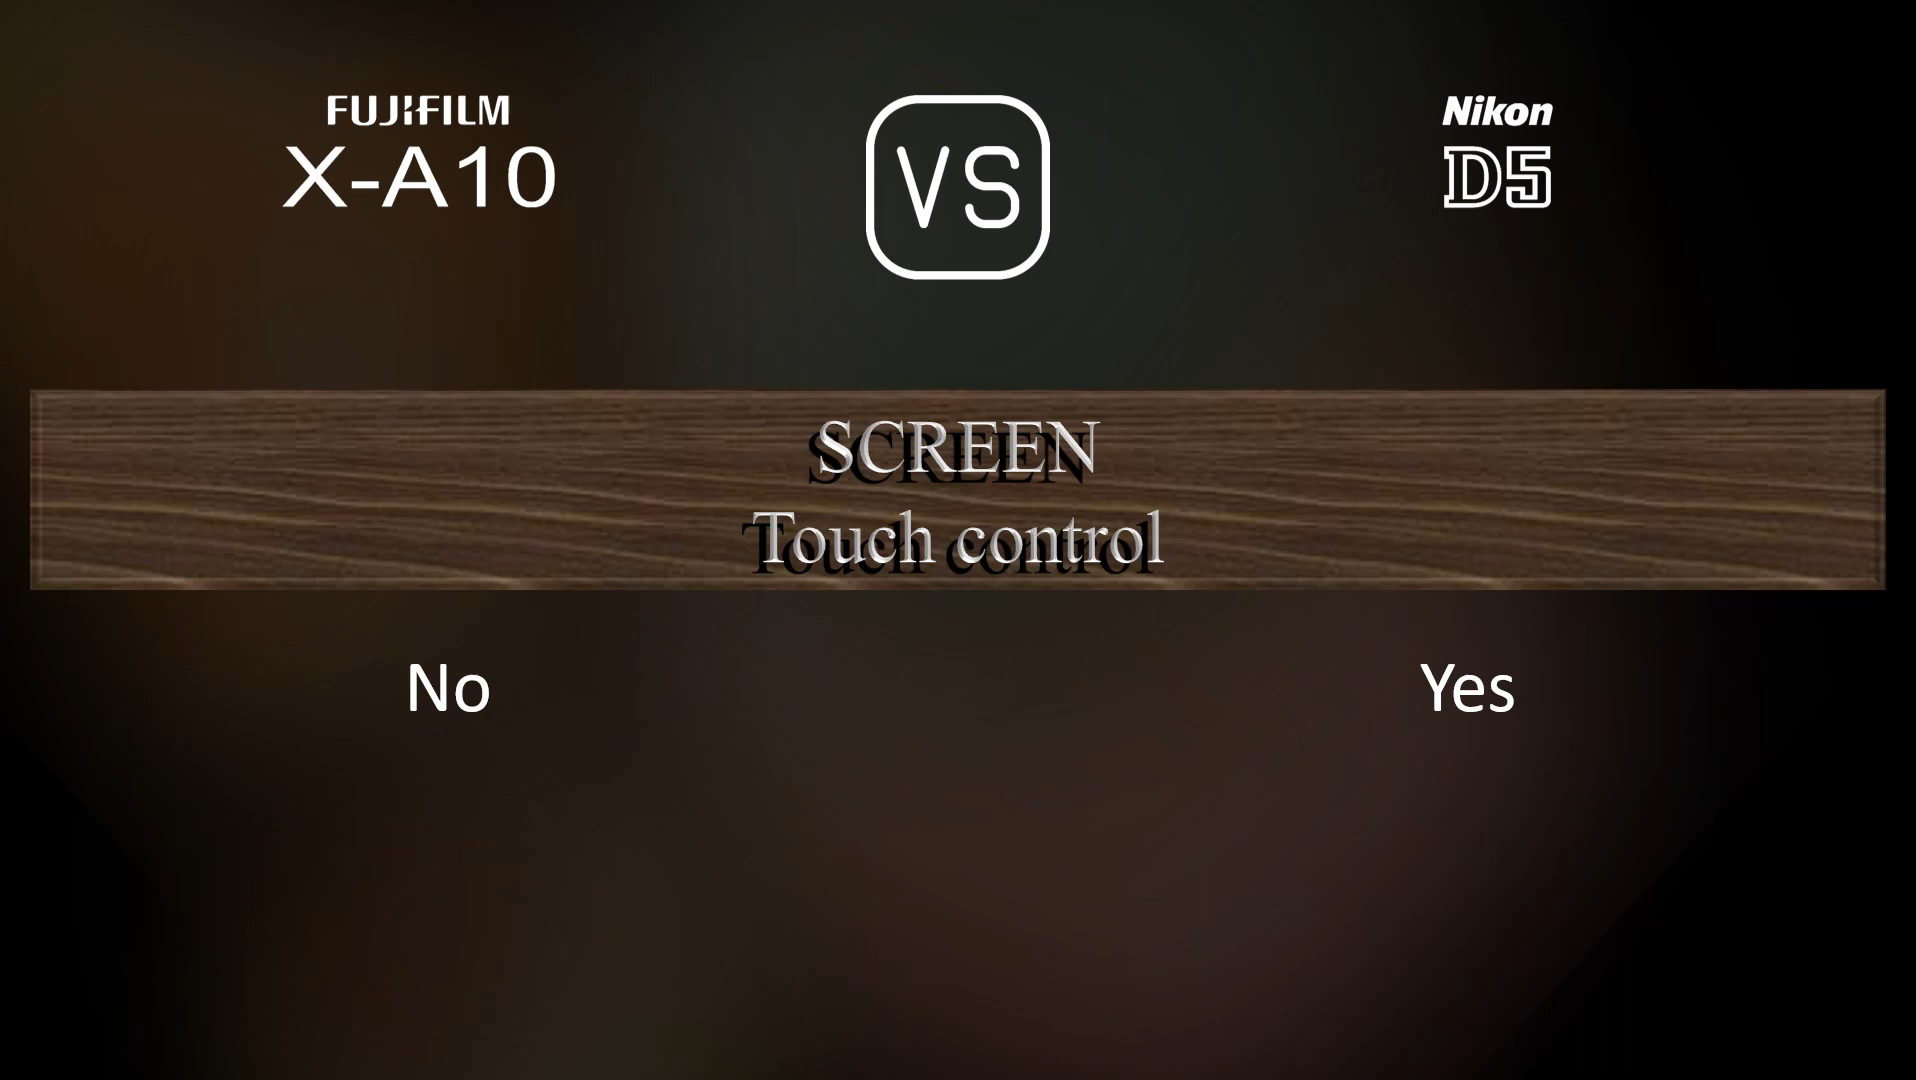 FUJIFILM
X-A10
VS
Nikon
D5
SCREEN
Touch control
No
Yes